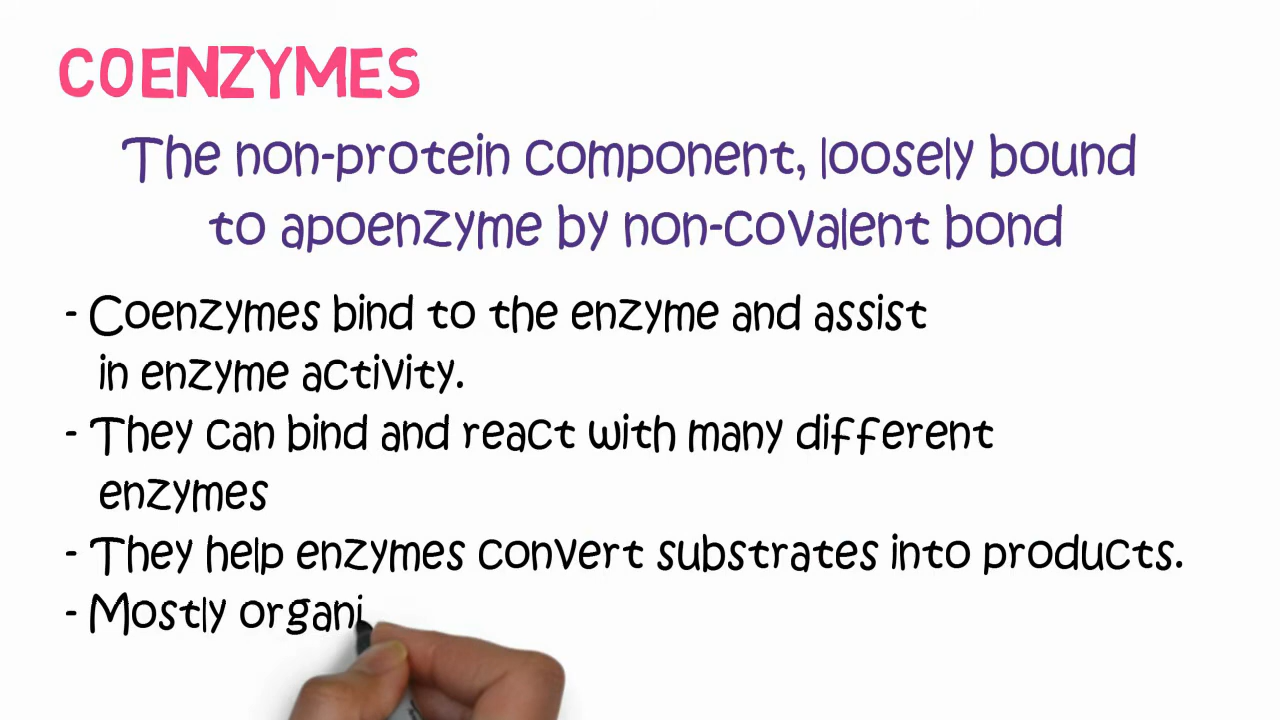 COENZYMES
The non-protein component, loosely bound
to apoenzyme by non-covalent bond
- Coenzymes bind to the enzyme and assist
in enzyme activity.
- They can bind and react with many different
enzymes
- They help enzymes convert substrates into products.
- Mostly organi